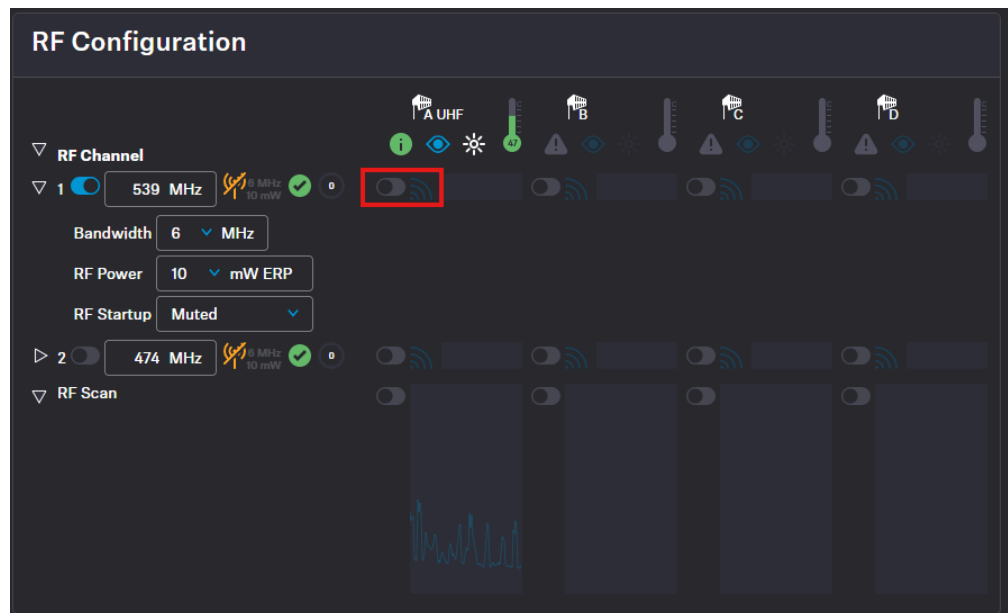 RF Configuration
A UHF B C D
47
RF Channel
1 539 MHz 6 MHz 10 mW 0
Bandwidth 6 MHz
RF Power 10 mW ERP
RF Startup Muted
2 474 MHz 6 MHz 10 mW 0
RF Scan